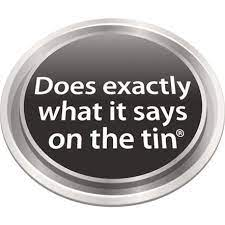 Does exactly
what it says
on the tin®